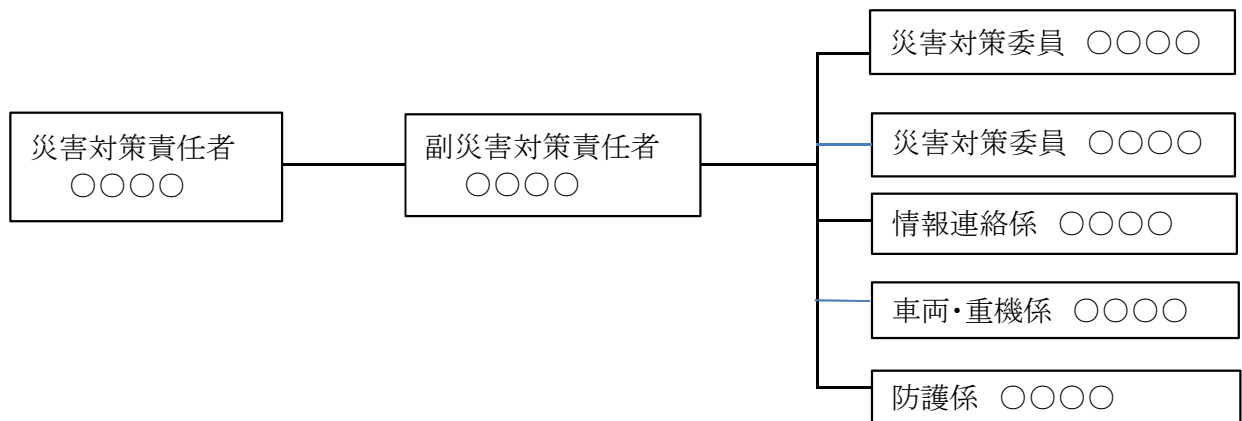 災害対策責任者
○○○○
副災害対策責任者
○○○○
災害対策委員 ○○○○
災害対策委員 ○○○○
情報連絡係 ○○○○
車両・重機係 ○○○○
防護係 ○○○○